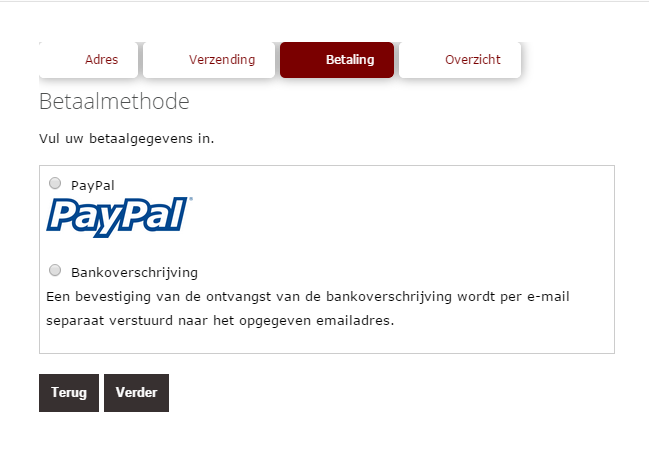 Adres Verzending Betaling Overzicht
Betaalmethode
Vul uw betaalgegevens in.
PayPal
PayPal®
Bankoverschrijving
Een bevestiging van de ontvangst van de bankoverschrijving wordt per e-mail
separaat verstuurd naar het opgegeven emailadres.
Terug Verder